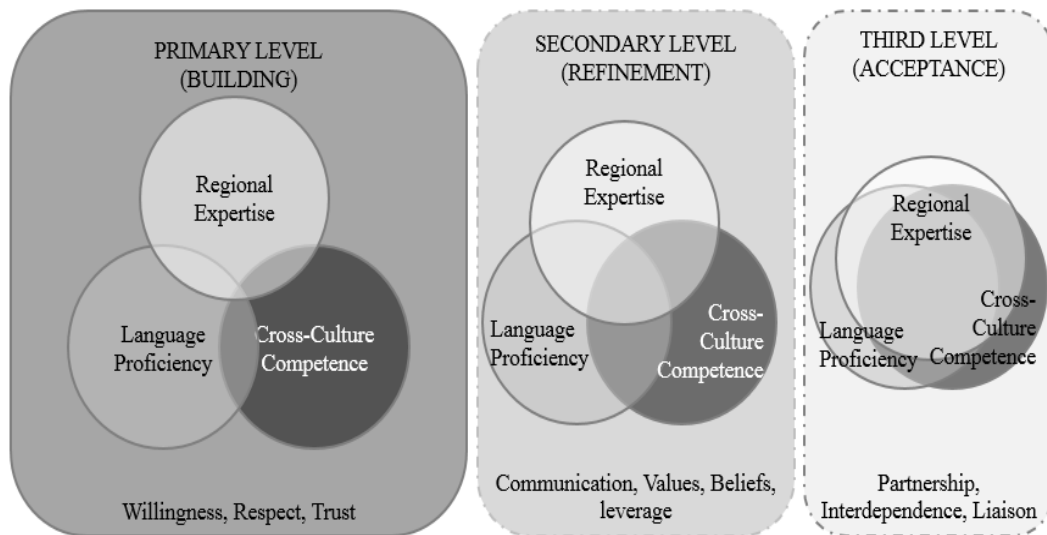 PRIMARY LEVEL
(BUILDING)
Regional
Expertise
Language
Proficiency
Cross-Culture
Competence
Willingness, Respect, Trust
SECONDARY LEVEL
(REFINEMENT)
Regional
Expertise
Language
Proficiency
Cross-
Culture
Competence
Communication, Values, Beliefs,
leverage
THIRD LEVEL
(ACCEPTANCE)
Regional
Expertise
Language
Proficiency
Cross-
Culture
Competence
Partnership,
Interdependence, Liaison